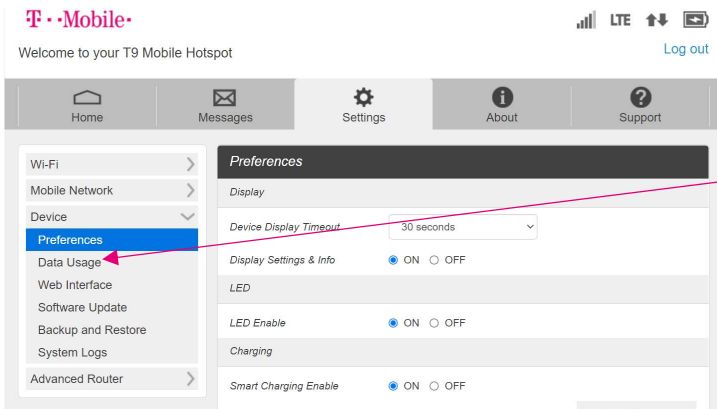 T··Mobile·
LTE
Welcome to your T9 Mobile Hotspot
Log out
Home
Messages
Settings
About
Support
Wi-Fi
Mobile Network
Device
Preferences
Data Usage
Web Interface
Software Update
Backup and Restore
System Logs
Advanced Router
Preferences
Display
Device Display Timeout 30 seconds
Display Settings & Info ON OFF
LED
LED Enable ON OFF
Charging
Smart Charging Enable ON OFF